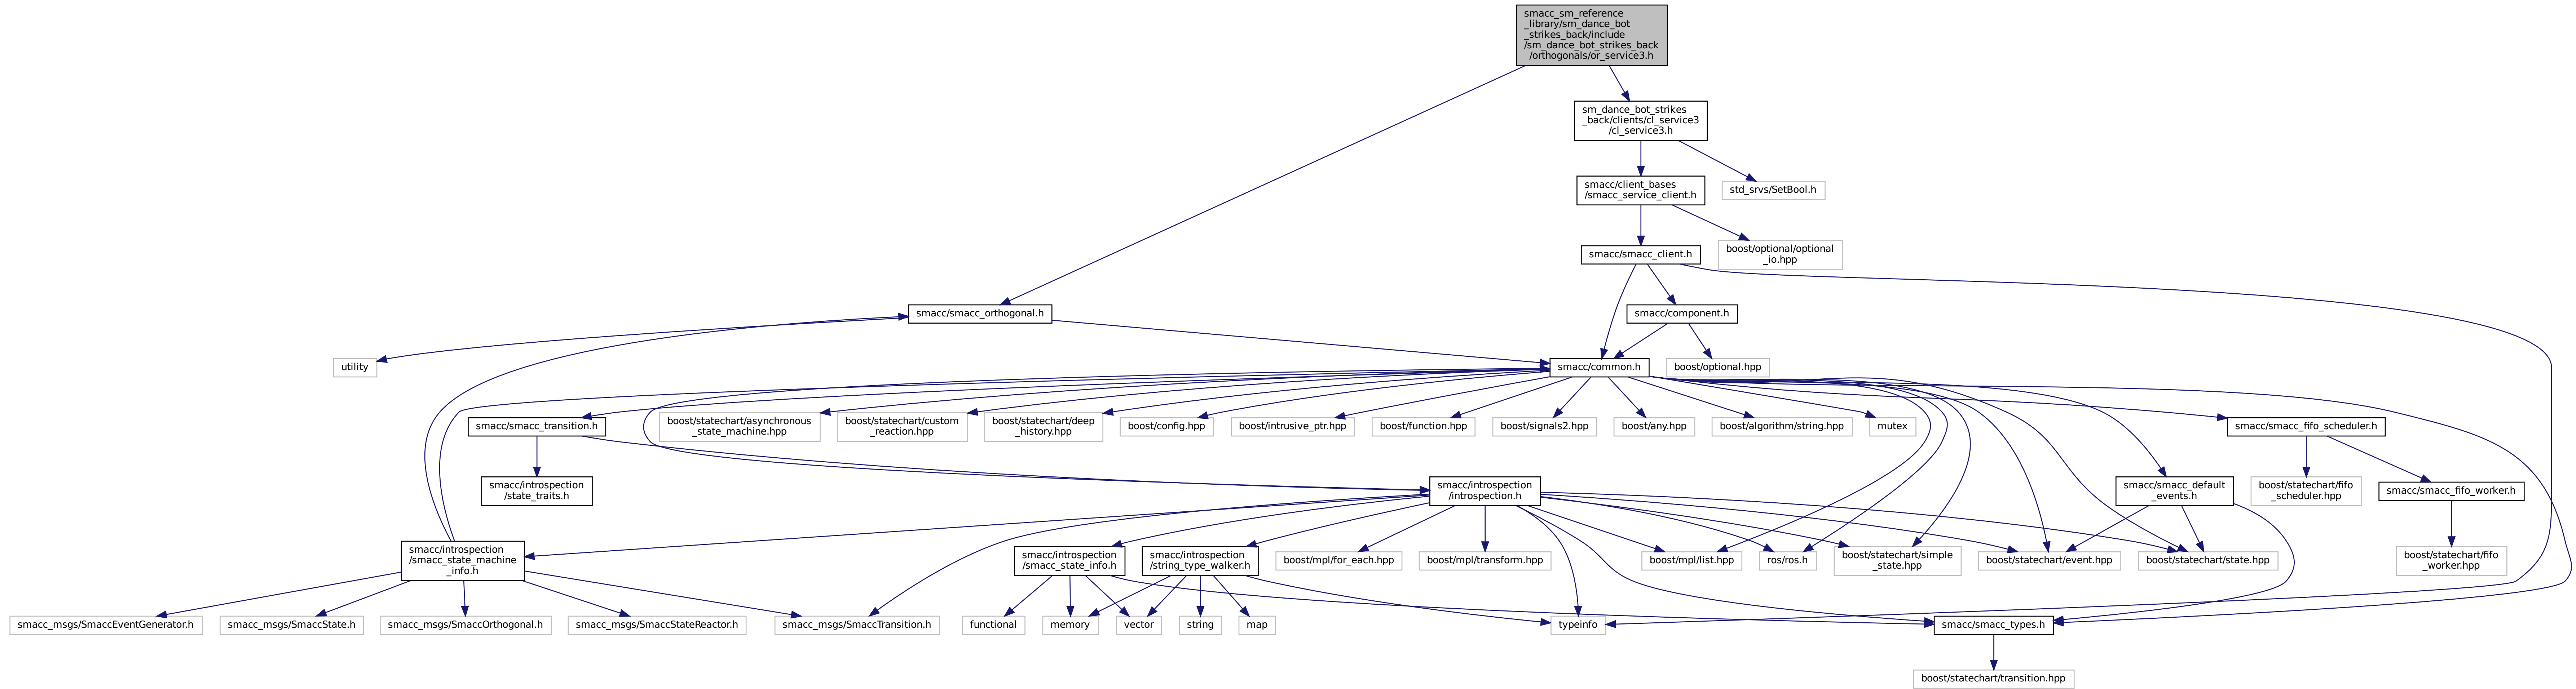 smacc_sm_reference
_library/sm_dance_bot
_strikes_back/include
/sm_dance_bot_strikes_back
/orthogonals/or_service3.h
sm_dance_bot_strikes
_back/clients/cl_service3
/cl_service3.h
smacc/client_bases
/smacc_service_client.h
std_srvs/SetBool.h
smacc/smacc_client.h
boost/optional/optional
_io.hpp
smacc/smacc_orthogonal.h
smacc/component.h
utility
smacc/common.h
boost/optional.hpp
smacc/smacc_transition.h
boost/statechart/asynchronous
_state_machine.hpp
boost/statechart/custom
_reaction.hpp
boost/statechart/deep
_history.hpp
boost/config.hpp
boost/intrusive_ptr.hpp
boost/function.hpp
boost/signals2.hpp
boost/any.hpp
boost/algorithm/string.hpp
mutex
smacc/smacc_fifo_scheduler.h
smacc/introspection
/state_traits.h
smacc/introspection
/introspection.h
smacc/smacc_default
_events.h
boost/statechart/fifo
_scheduler.hpp
smacc/smacc_fifo_worker.h
smacc/introspection
/smacc_state_machine
_info.h
smacc/introspection
/smacc_state_info.h
smacc/introspection
/string_type_walker.h
boost/mpl/for_each.hpp
boost/mpl/transform.hpp
boost/mpl/list.hpp
ros/ros.h
boost/statechart/simple
_state.hpp
boost/statechart/event.hpp
boost/statechart/state.hpp
boost/statechart/fifo
_worker.hpp
smacc_msgs/SmaccEventGenerator.h
smacc_msgs/SmaccState.h
smacc_msgs/SmaccOrthogonal.h
smacc_msgs/SmaccStateReactor.h
smacc_msgs/SmaccTransition.h
functional
memory
vector
string
map
typeinfo
smacc/smacc_types.h
boost/statechart/transition.hpp